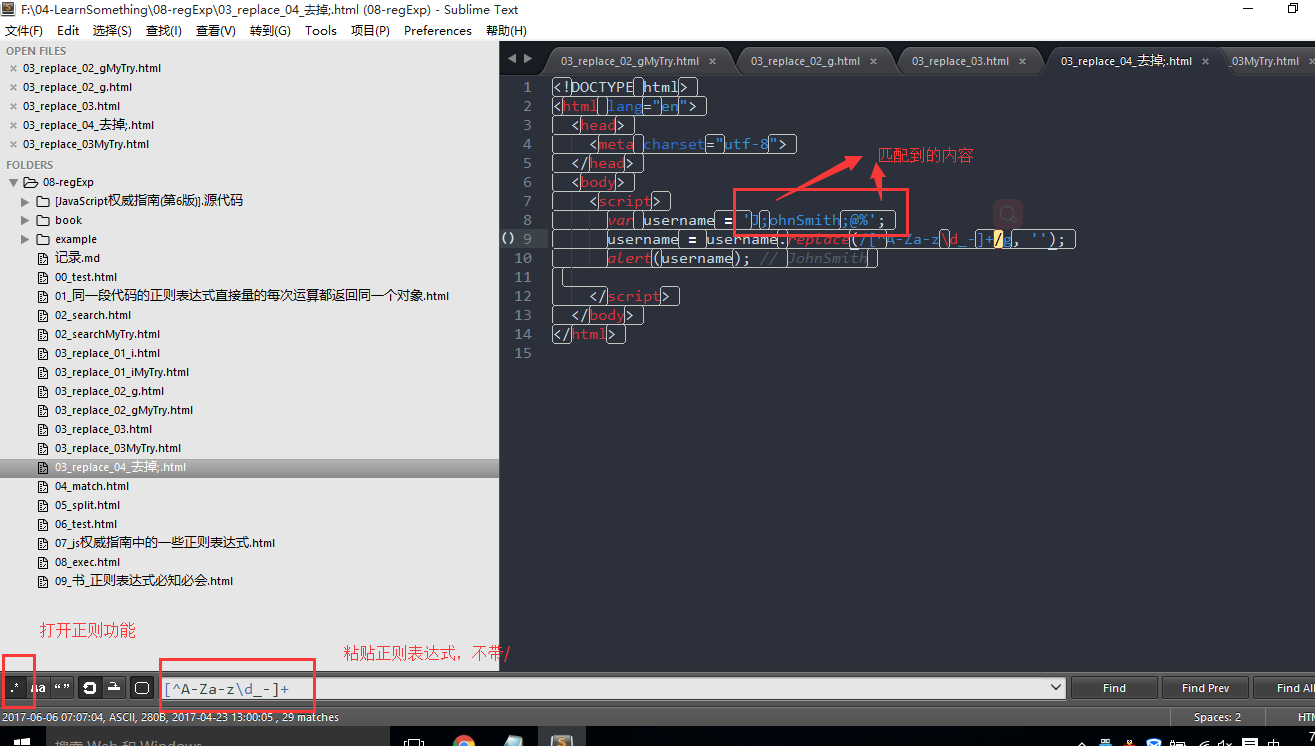 F:\04-LearnSomething\08-regExp\03_replace_04_去掉;.html (08-regExp) - Sublime Text
文件(F) Edit 选择(S) 查找(I) 查看(V) 转到(G) Tools 项目(P) Preferences 帮助(H)
OPEN FILES
03_replace_02_gMyTry.html
03_replace_02_g.html
03_replace_03.html
03_replace_04_去掉;.html
03_replace_03MyTry.html
FOLDERS
08-regExp
[JavaScript权威指南(第6版)].源代码
book
example
记录.md
00_test.html
01_同一段代码的正则表达式直接量的每次运算都返回同一个对象.html
02_search.html
02_searchMyTry.html
03_replace_01_i.html
03_replace_01_iMyTry.html
03_replace_02_g.html
03_replace_02_gMyTry.html
03_replace_03.html
03_replace_03MyTry.html
03_replace_04_去掉;.html
04_match.html
05_split.html
06_test.html
07_js权威指南中的一些正则表达式.html
08_exec.html
09_书_正则表达式必知必会.html
03_replace_02_gMyTry.html × 03_replace_02_g.html × 03_replace_03.html × 03_replace_04_去掉;.html × _03MyTry.html
1 <!DOCTYPE html>
2 <html lang="en">
3 <head>
4 <meta charset="utf-8">
5 </head>
6 <body>
7 <script>
8 var username = 'J;ohnSmith;@%';
() 9 username = username.replace(/[^A-Za-z\d_-]+/g, '');
10 alert(username); // JohnSmith
11
12 </script>
13 </body>
14 </html>
15
匹配到的内容
打开正则功能
粘贴正则表达式，不带/
.* Aa “ ” [^A-Za-z\d_-]+ Find Find Prev Find All
2017-06-06 07:07:04, ASCII, 280B, 2017-04-23 13:00:05 , 29 matches Spaces: 2 HTM
搜索 Web 和 Windows